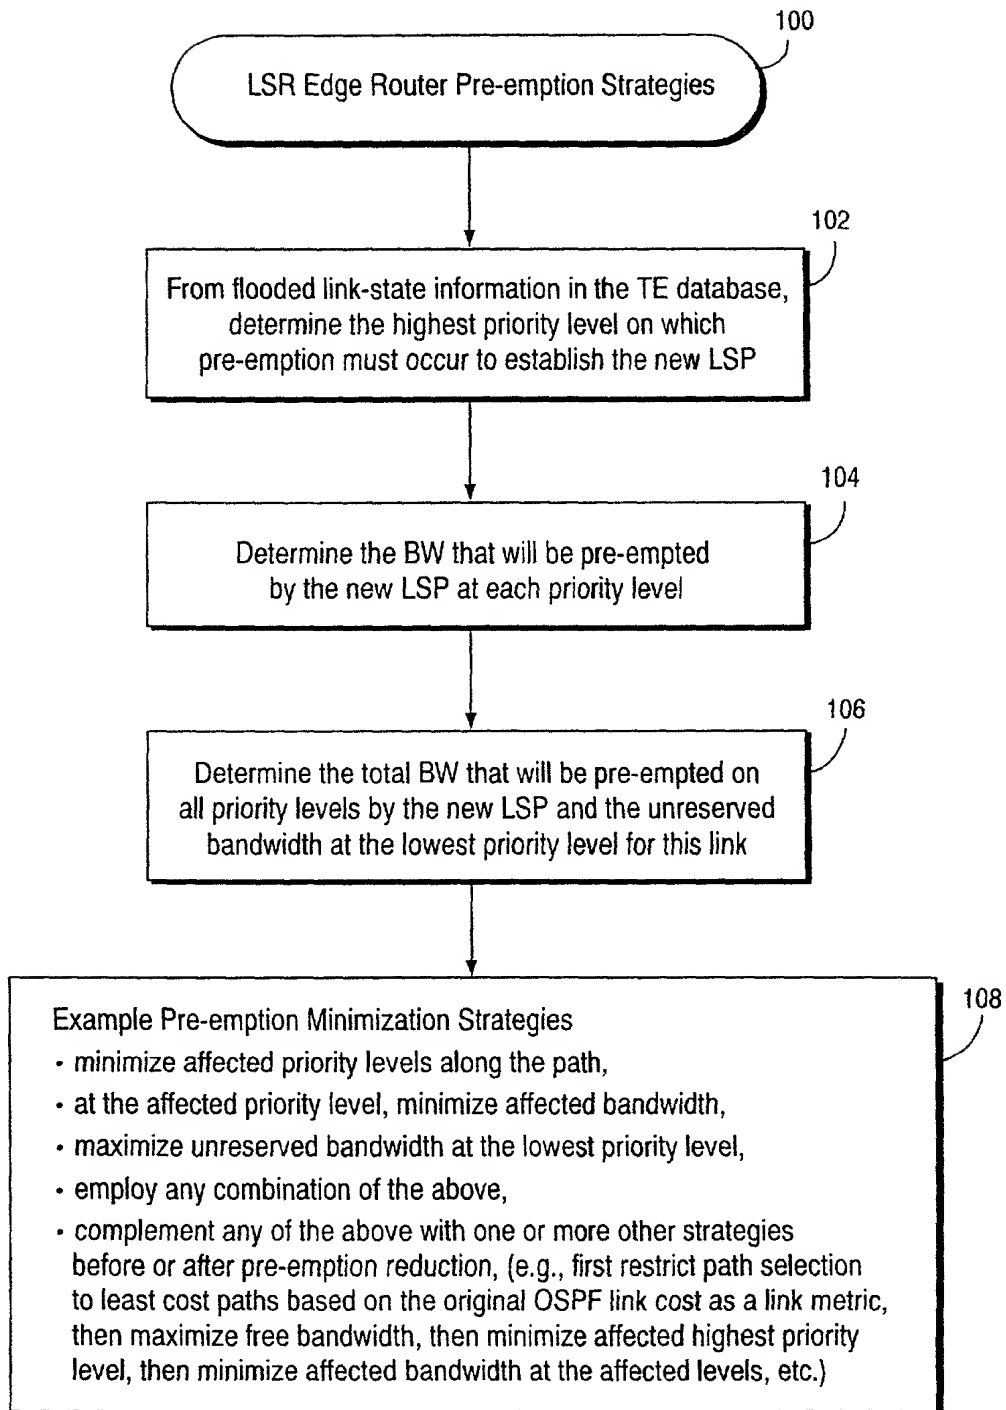 100
LSR Edge Router Pre-emption Strategies
102
From flooded link-state information in the TE database,
determine the highest priority level on which
pre-emption must occur to establish the new LSP
104
Determine the BW that will be pre-empted
by the new LSP at each priority level
106
Determine the total BW that will be pre-empted on
all priority levels by the new LSP and the unreserved
bandwidth at the lowest priority level for this link
108
Example Pre-emption Minimization Strategies
• minimize affected priority levels along the path,
• at the affected priority level, minimize affected bandwidth,
• maximize unreserved bandwidth at the lowest priority level,
• employ any combination of the above,
• complement any of the above with one or more other strategies
before or after pre-emption reduction, (e.g., first restrict path selection
to least cost paths based on the original OSPF link cost as a link metric,
then maximize free bandwidth, then minimize affected highest priority
level, then minimize affected bandwidth at the affected levels, etc.)